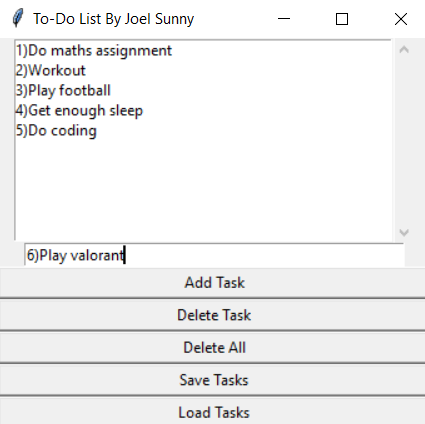 To-Do List By Joel Sunny
1)Do maths assignment
2)Workout
3)Play football
4)Get enough sleep
5)Do coding
6)Play valorant
Add Task
Delete Task
Delete All
Save Tasks
Load Tasks